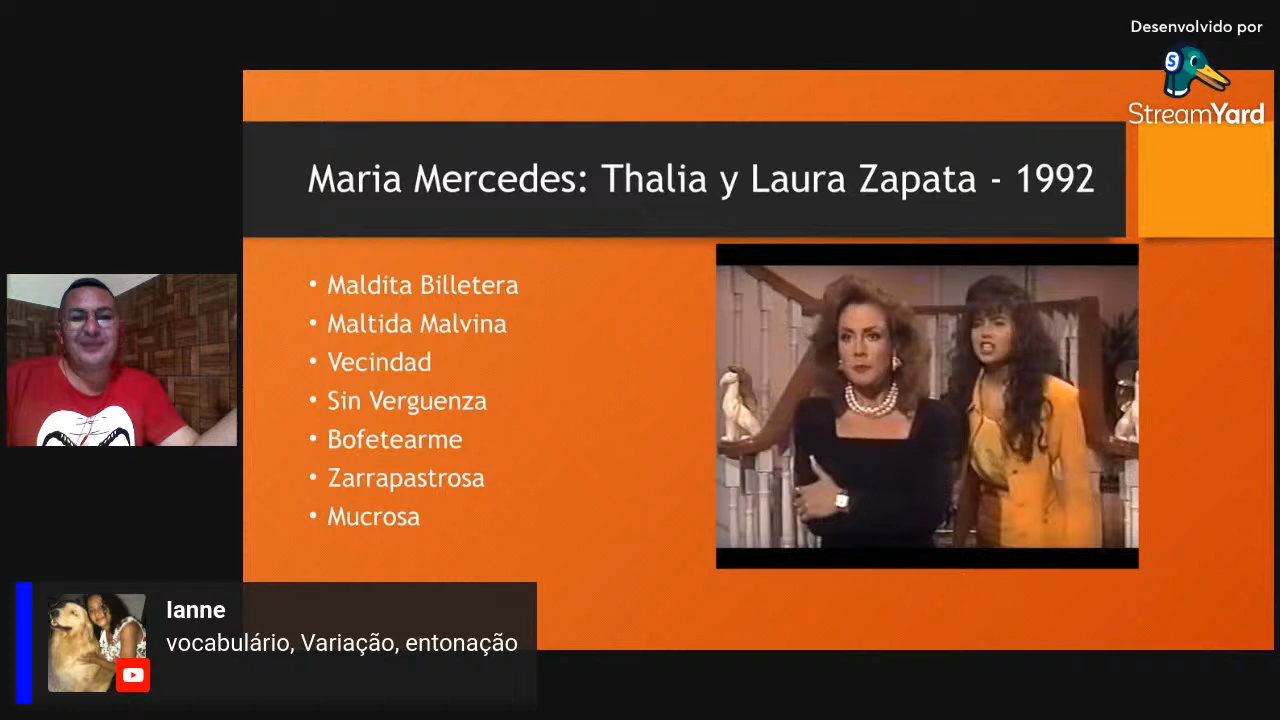 Desenvolvido por
S
StreamYard
Maria Mercedes: Thalia y Laura Zapata - 1992
• Maldita Billetera
• Maltida Malvina
• Vecindad
• Sin Verguenza
• Bofetearme
• Zarrapastrosa
• Mucrosa
Ianne
vocabulário, Variação, entonação